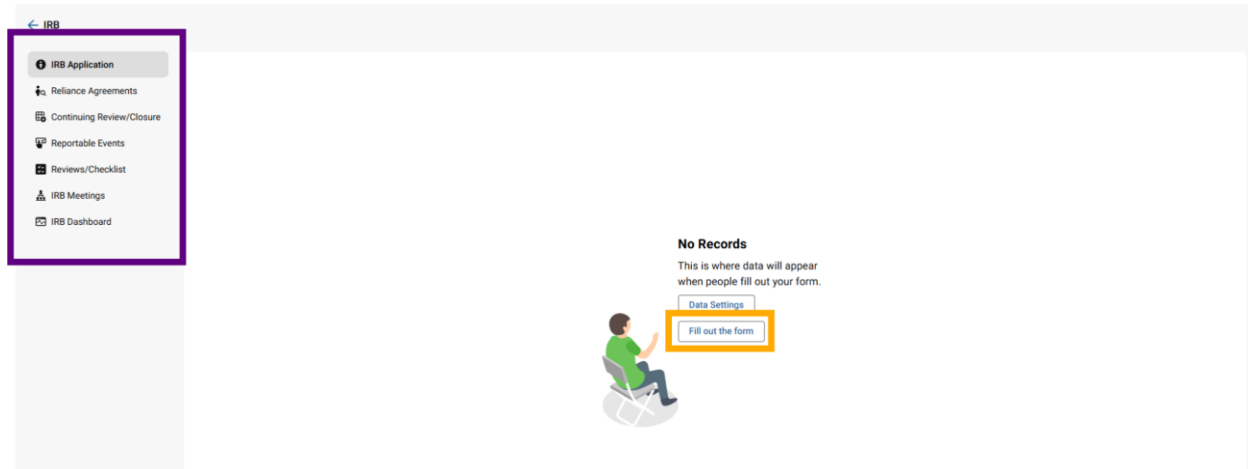 IRB
IRB Application
Reliance Agreements
Continuing Review/Closure
Reportable Events
Reviews/Checklist
IRB Meetings
IRB Dashboard
No Records
This is where data will appear
when people fill out your form.
Data Settings
Fill out the form